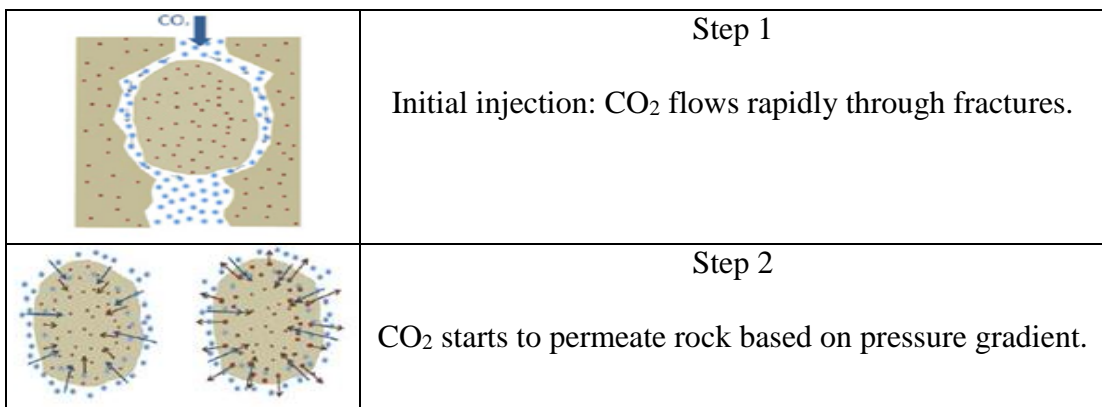 CO₂
Step 1
Initial injection: CO₂ flows rapidly through fractures.
Step 2
CO₂ starts to permeate rock based on pressure gradient.